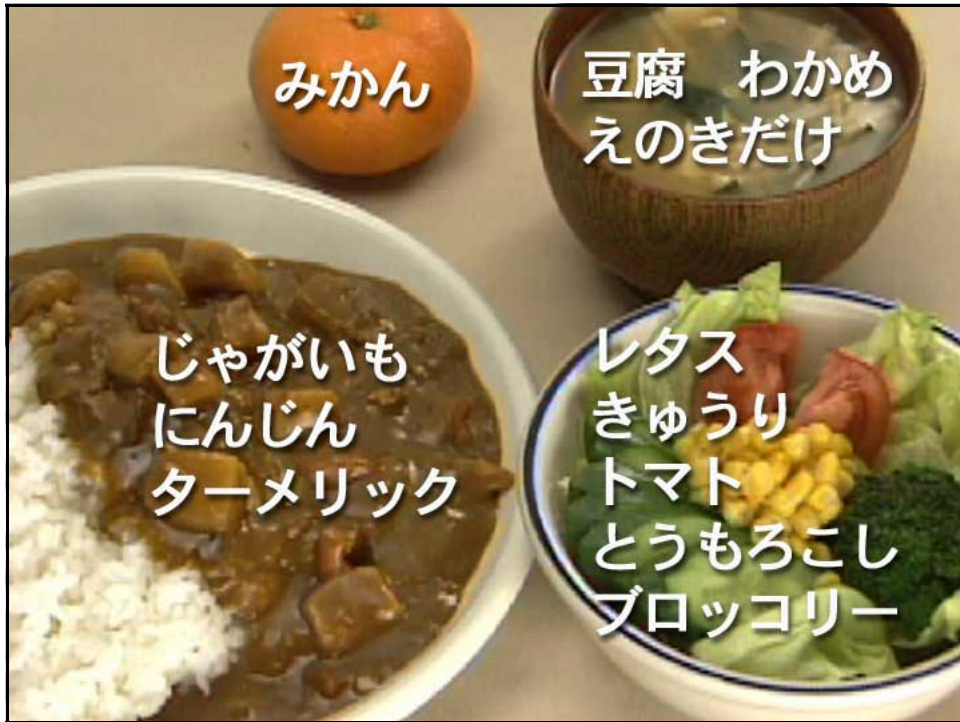 みかん
豆腐　わかめ
えのきだけ
じゃがいも
にんじん
ターメリック
レタス
きゅうり
トマト
とうもろこし
ブロッコリー